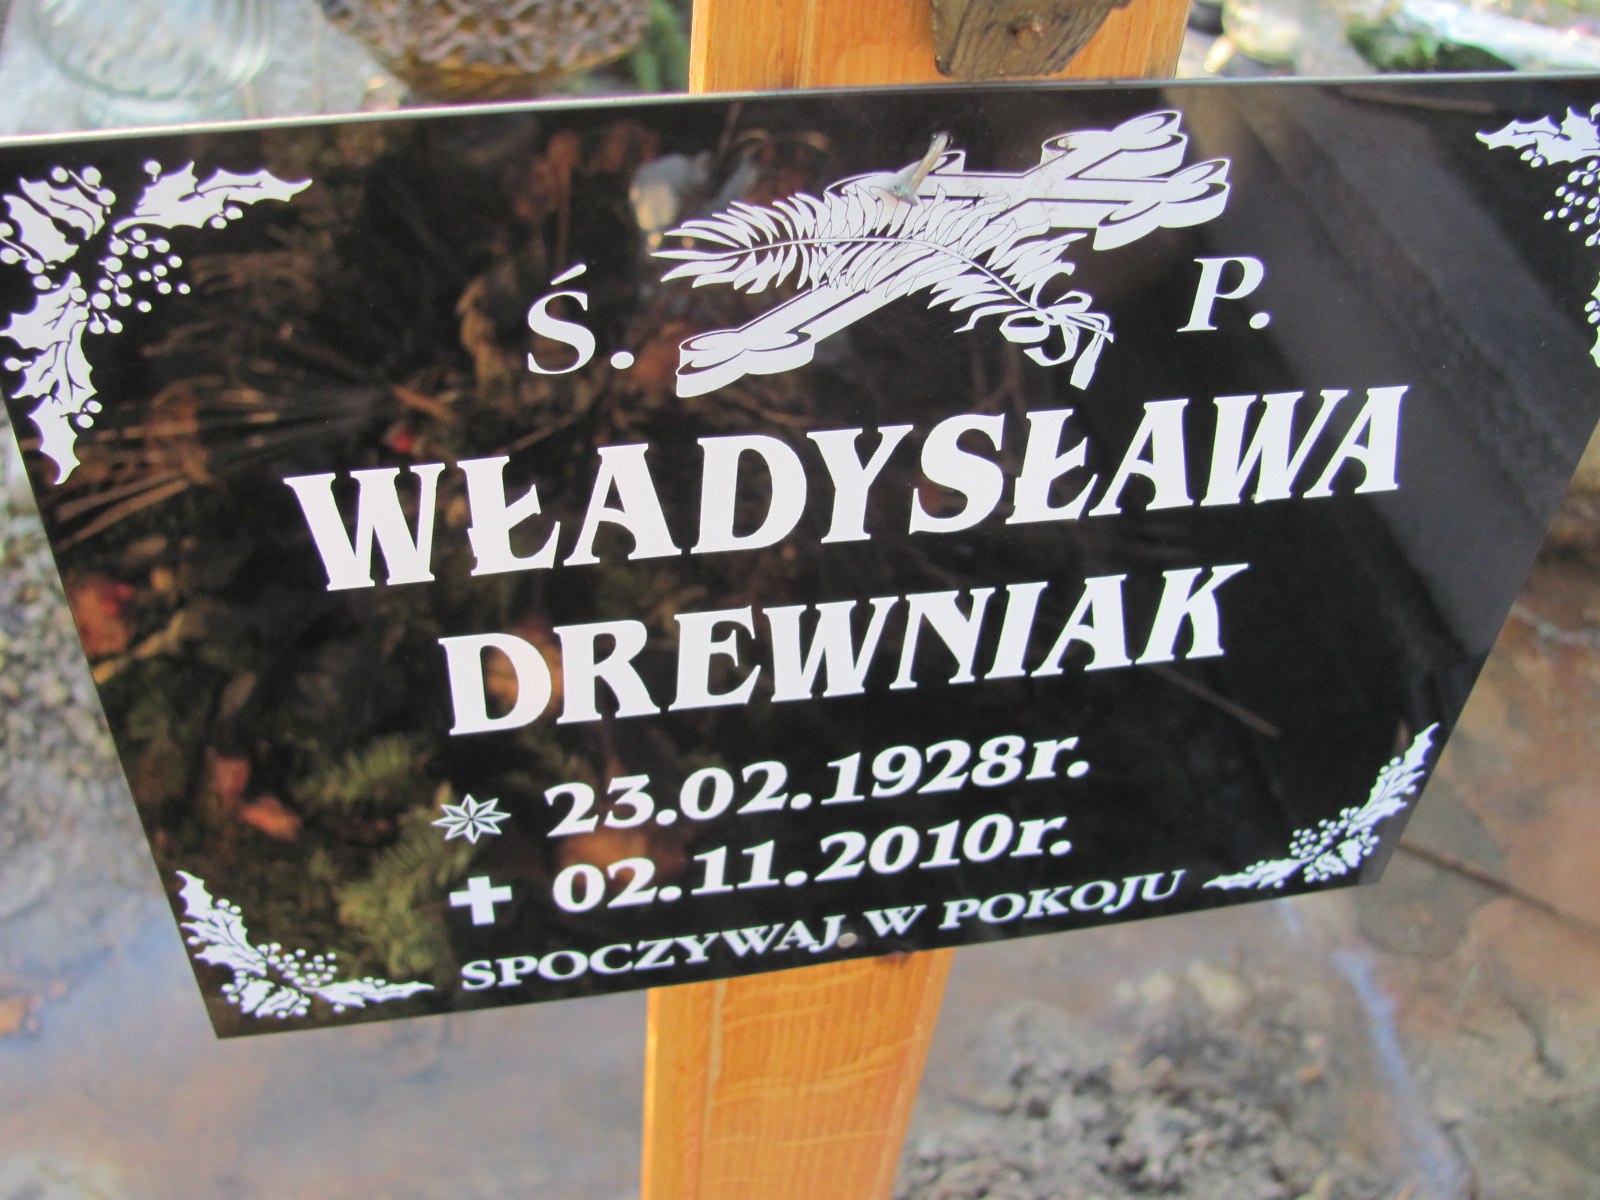 Ś. P.
WŁADYSŁAWA
DREWNIAK
23.02.1928r.
02.11.2010r.
SPOCZYWAJ W POKOJU